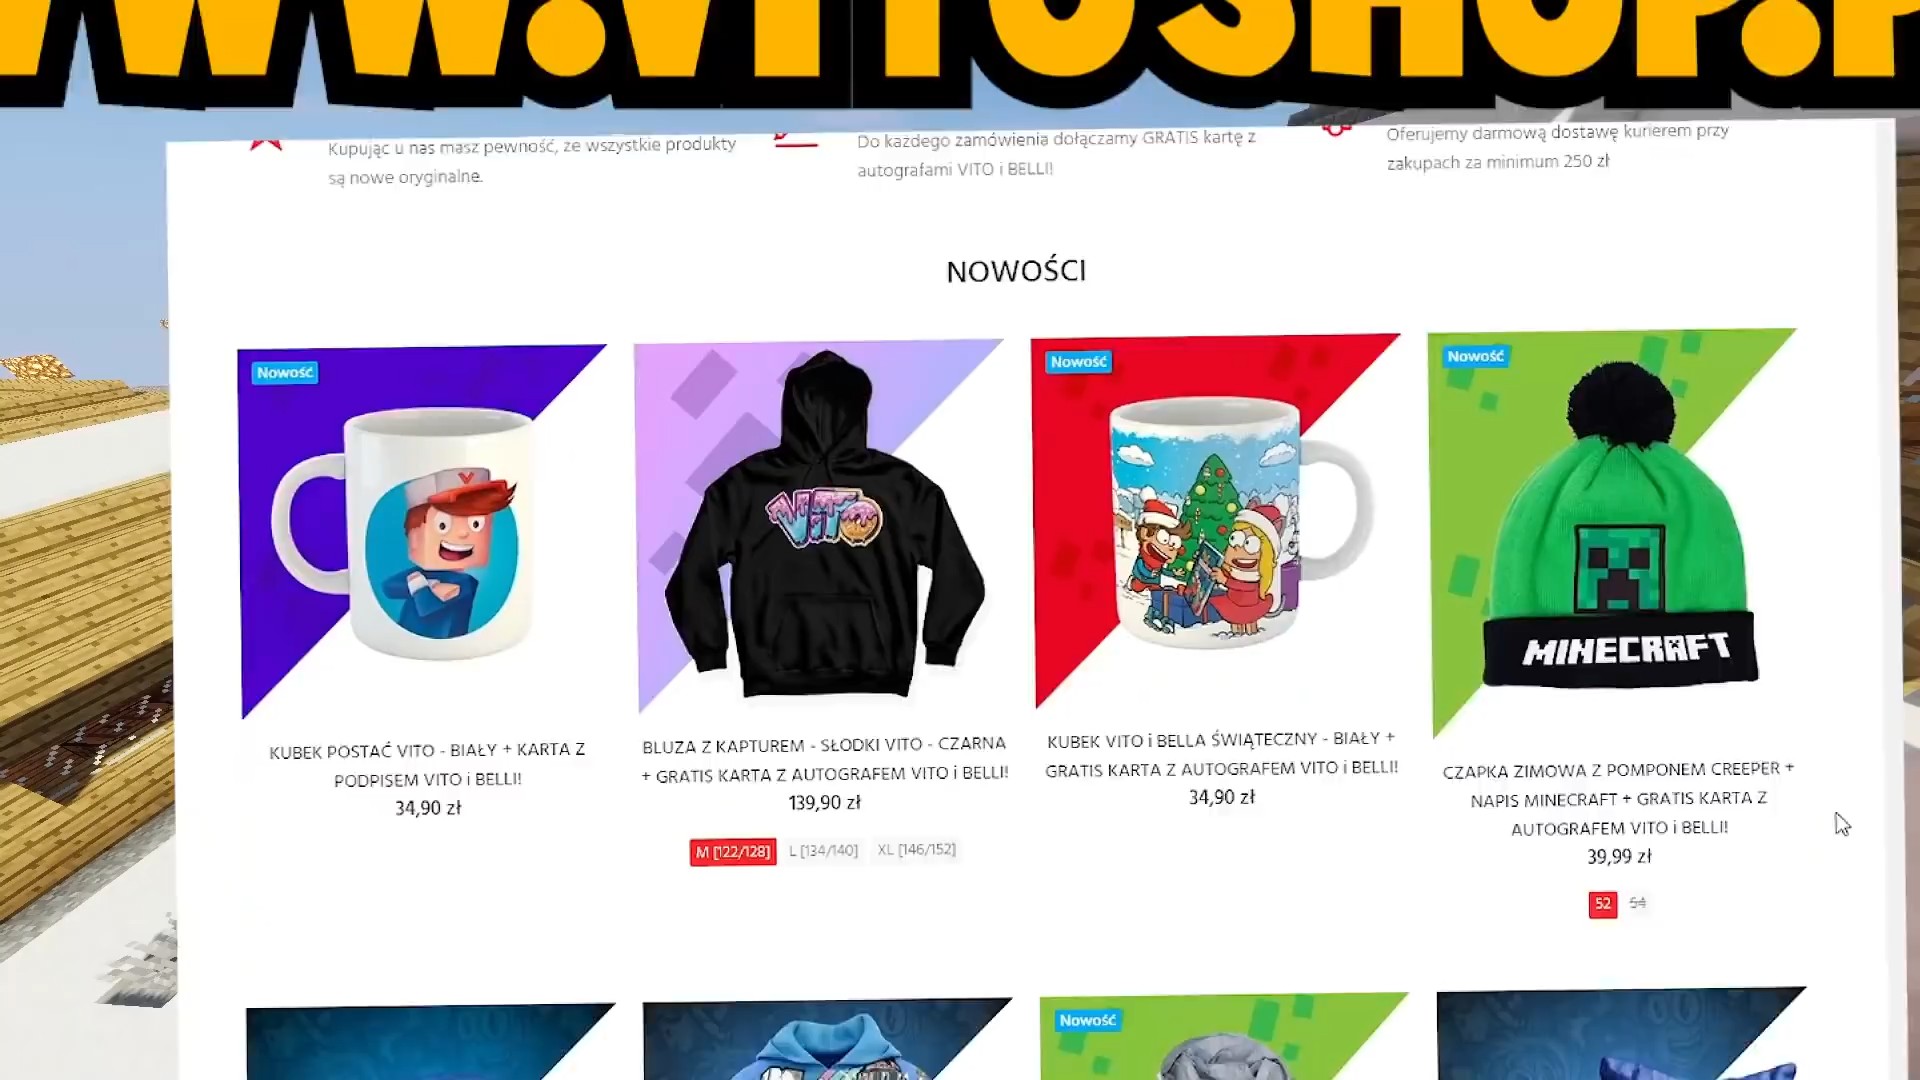 WW.VITOSHOP.P
Kupując u nas masz pewność, że wszystkie produkty
są nowe oryginalne.
Do każdego zamówienia dołączamy GRATIS kartę z
autografami VITO i BELLI!
Oferujemy darmową dostawę kurierem przy
zakupach za minimum 250 zł
NOWOŚCI
Nowość
VITO
Nowość
Nowość
MINECRAFT
KUBEK POSTAĆ VITO - BIAŁY + KARTA Z
PODPISEM VITO i BELLI!
34,90 zł
BLUZA Z KAPTUREM - SŁODKI VITO - CZARNA
+ GRATIS KARTA Z AUTOGRAFEM VITO i BELLI!
139,90 zł
M [122/128] L [134/140] XL [146/152]
KUBEK VITO i BELLA ŚWIĄTECZNY - BIAŁY +
GRATIS KARTA Z AUTOGRAFEM VITO i BELLI!
34,90 zł
CZAPKA ZIMOWA Z POMPONEM CREEPER +
NAPIS MINECRAFT + GRATIS KARTA Z
AUTOGRAFEM VITO i BELLI!
39,99 zł
52 54
Nowość